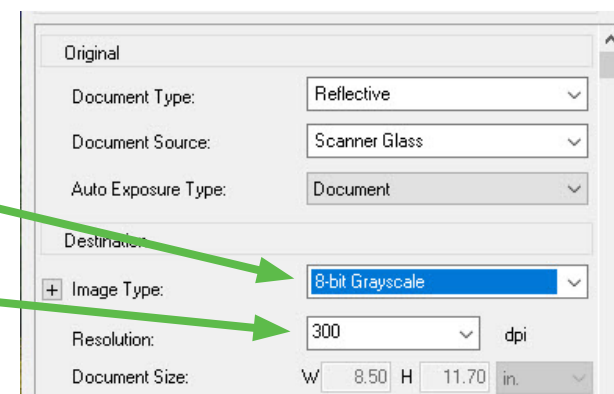 Original
Document Type: Reflective
Document Source: Scanner Glass
Auto Exposure Type: Document
Destination
+ Image Type: 8-bit Grayscale
Resolution: 300 dpi
Document Size: W 8.50 H 11.70 in.